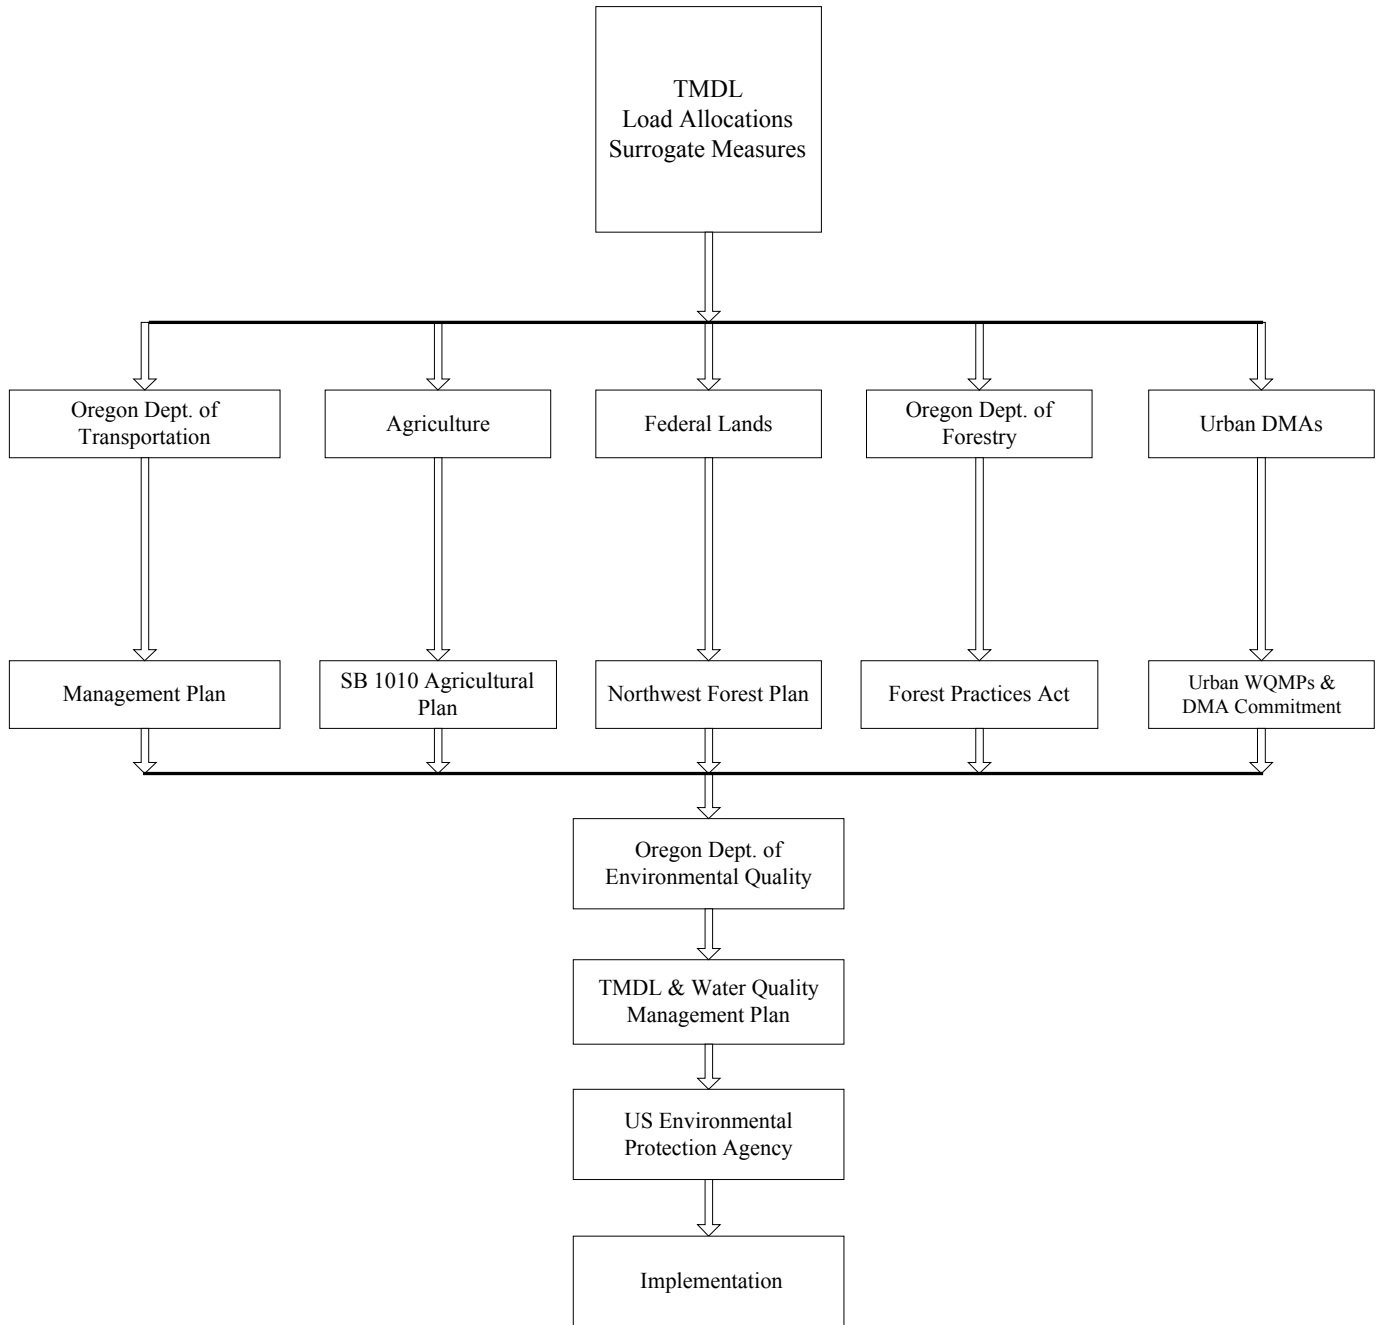 TMDL
Load Allocations
Surrogate Measures
Oregon Dept. of
Transportation
Agriculture
Federal Lands
Oregon Dept. of
Forestry
Urban DMAs
Management Plan
SB 1010 Agricultural
Plan
Northwest Forest Plan
Forest Practices Act
Urban WQMPs &
DMA Commitment
Oregon Dept. of
Environmental Quality
TMDL & Water Quality
Management Plan
US Environmental
Protection Agency
Implementation